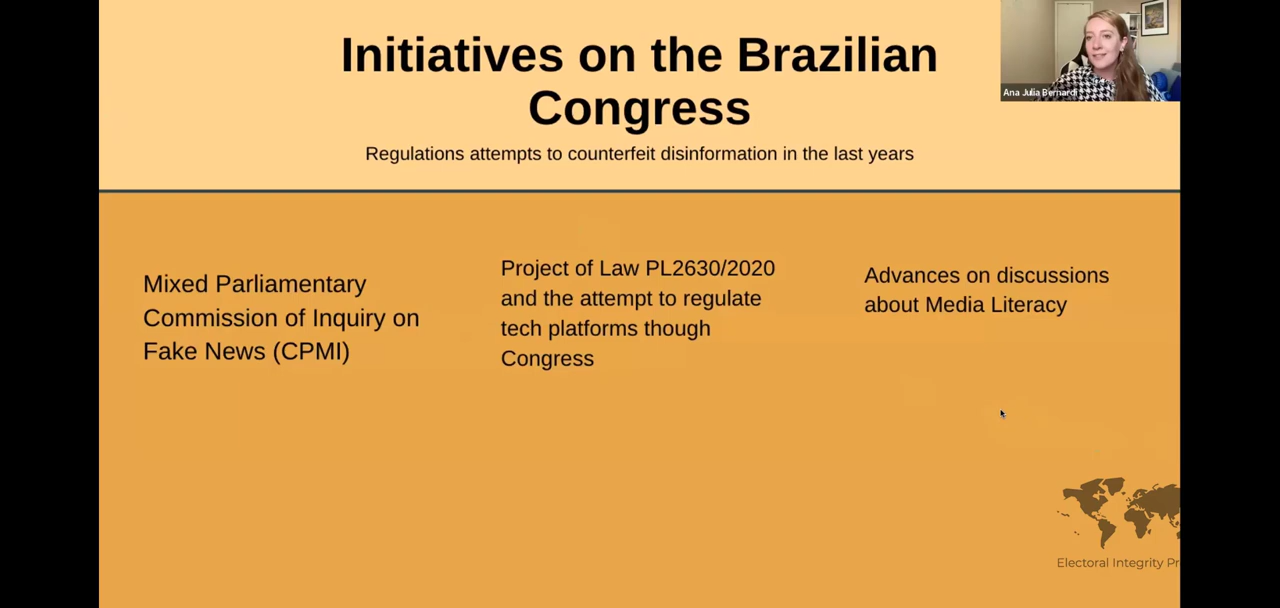 Initiatives on the Brazilian
Congress
Regulations attempts to counterfeit disinformation in the last years
Ana Julia Bernardi
Mixed Parliamentary
Commission of Inquiry on
Fake News (CPMI)
Project of Law PL2630/2020
and the attempt to regulate
tech platforms though
Congress
Advances on discussions
about Media Literacy
Electoral Integrity Pr